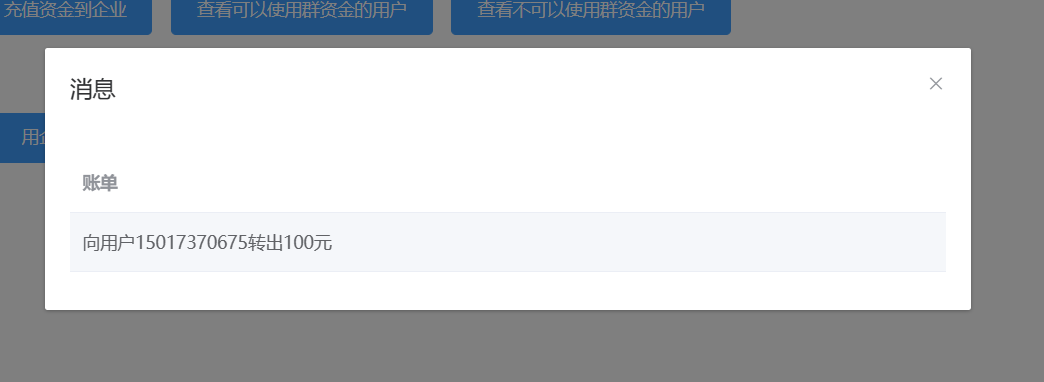 充值资金到企业
查看可以使用群资金的用户
查看不可以使用群资金的用户
消息
用
账单
向用户15017370675转出100元